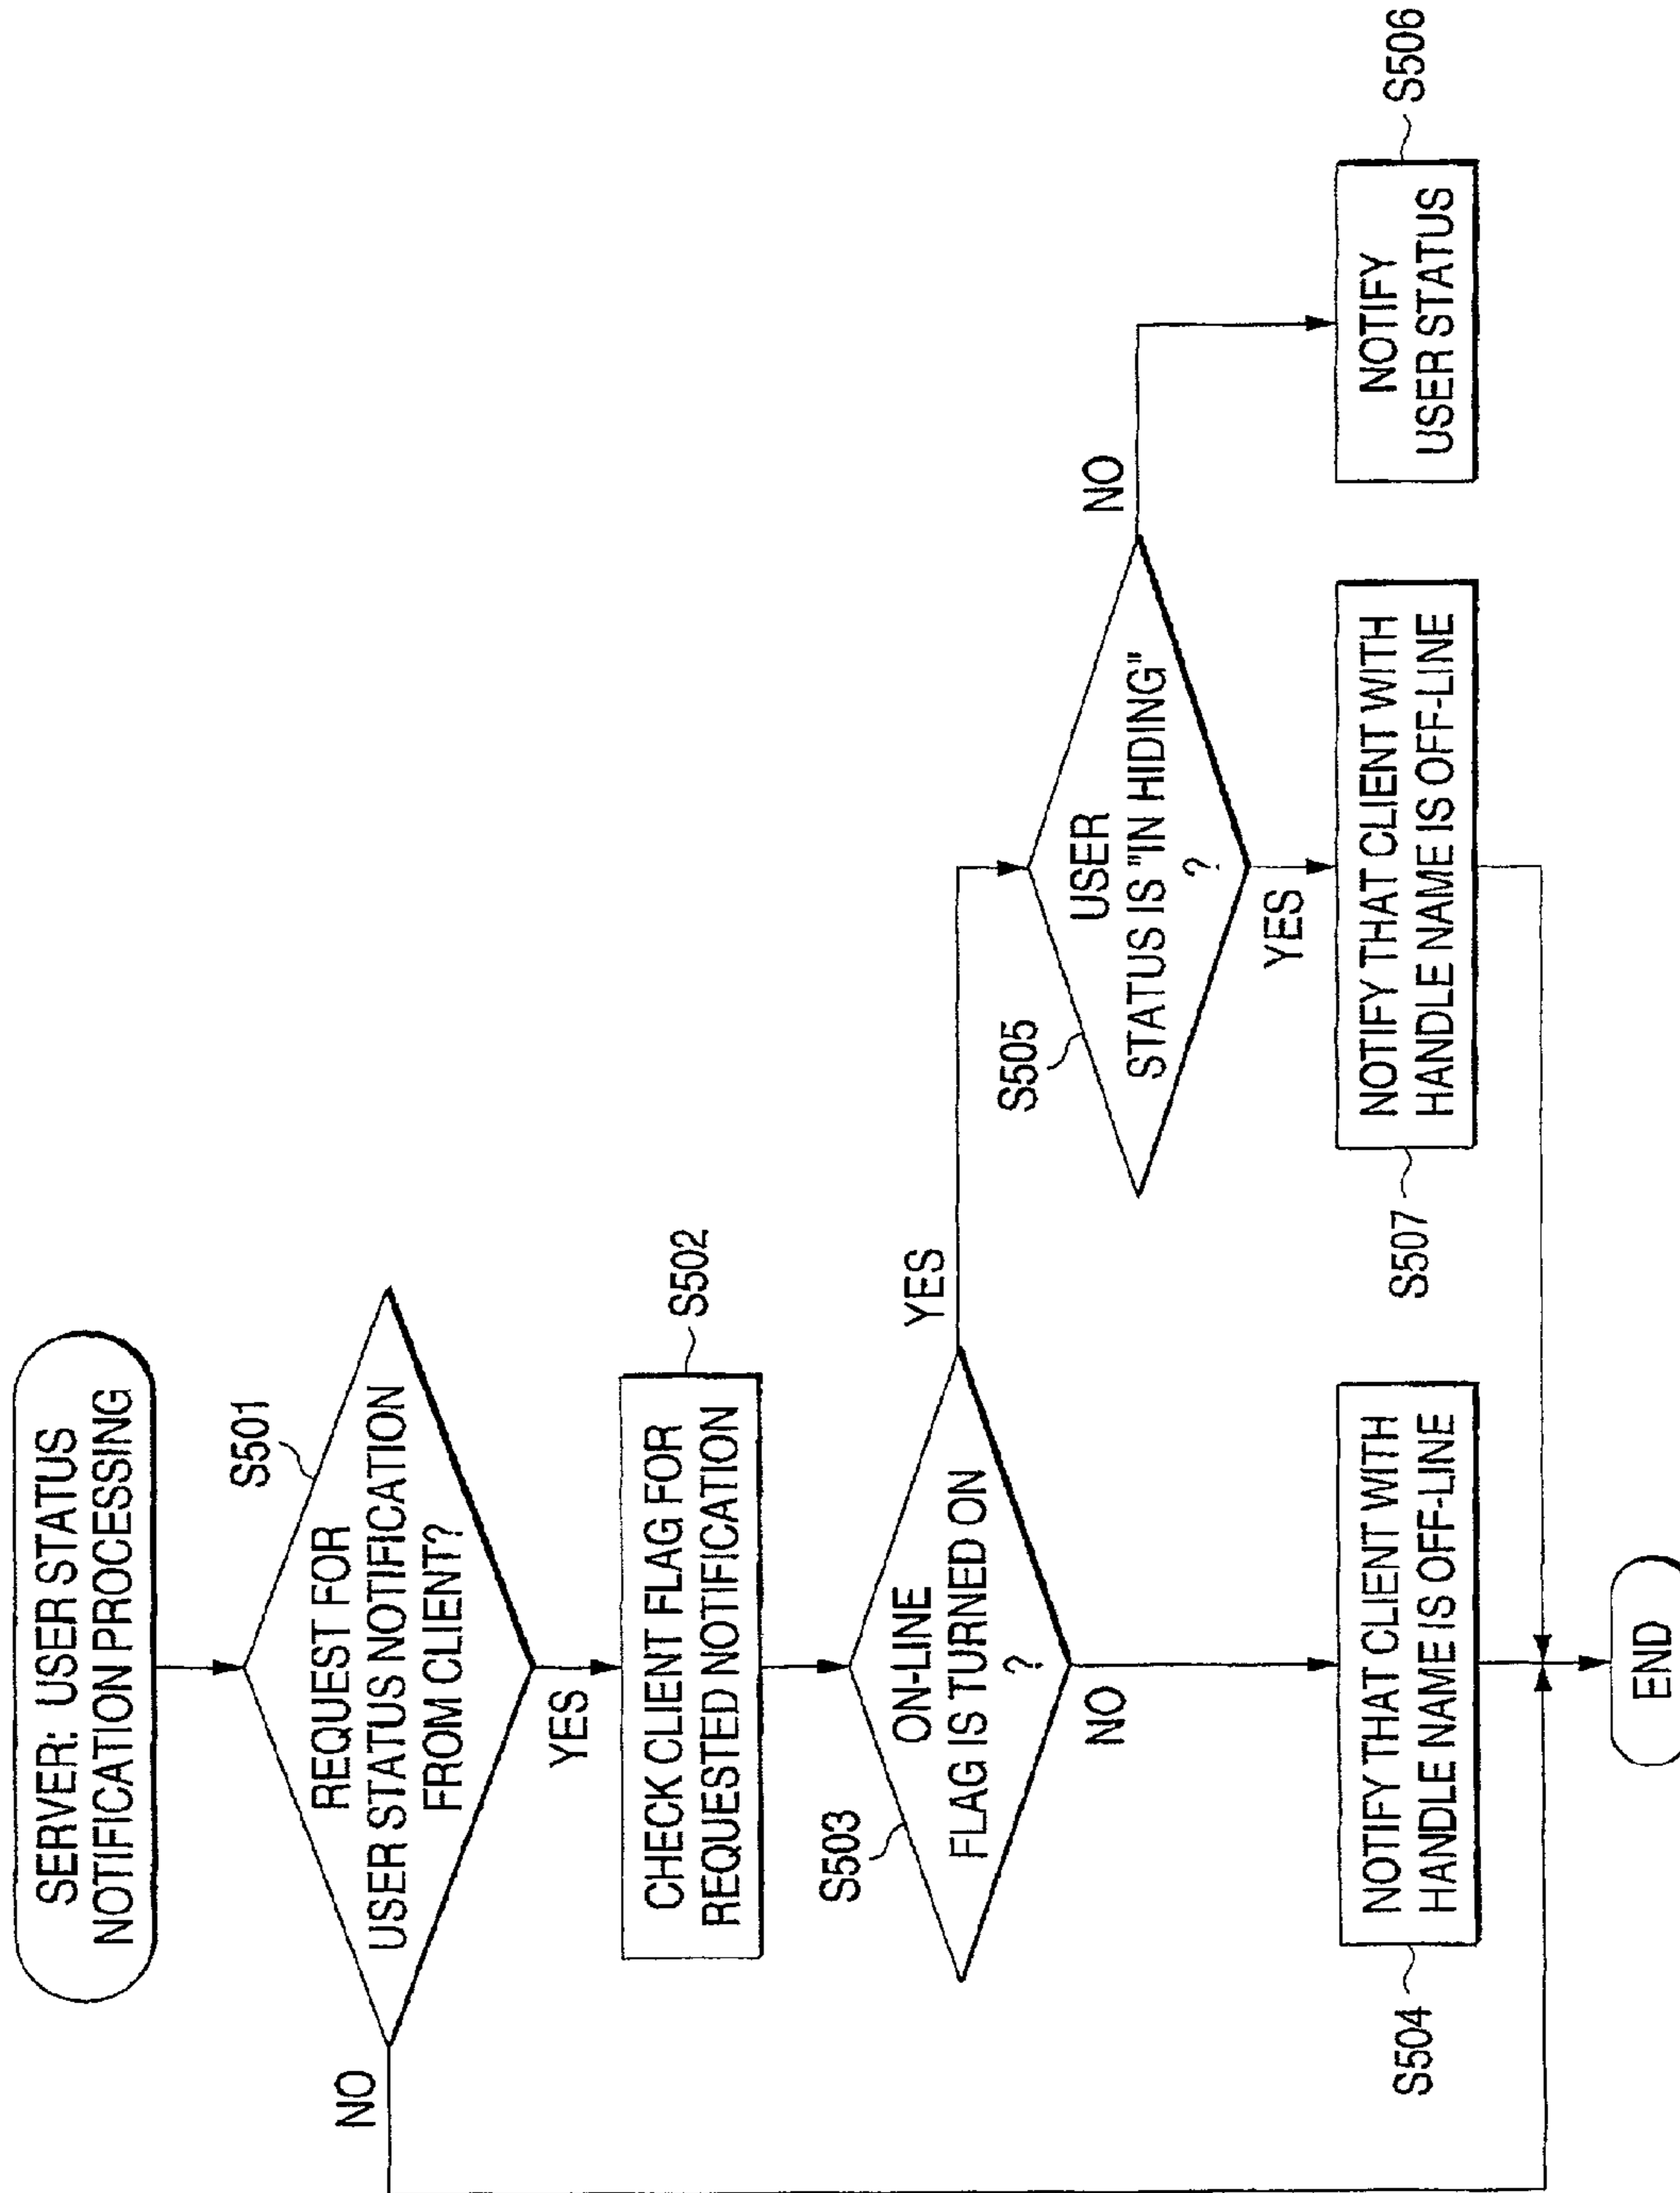 SERVER: USER STATUS
NOTIFICATION PROCESSING
S501
REQUEST FOR
USER STATUS NOTIFICATION
FROM CLIENT?
NO
YES
S502
CHECK CLIENT FLAG FOR
REQUESTED NOTIFICATION
S503
ON-LINE
FLAG IS TURNED ON
?
YES
NO
S505
USER
STATUS IS "IN HIDING"
?
NO
YES
S504
NOTIFY THAT CLIENT WITH
HANDLE NAME IS OFF-LINE
S507
NOTIFY THAT CLIENT WITH
HANDLE NAME IS OFF-LINE
NOTIFY
USER STATUS
S506
END